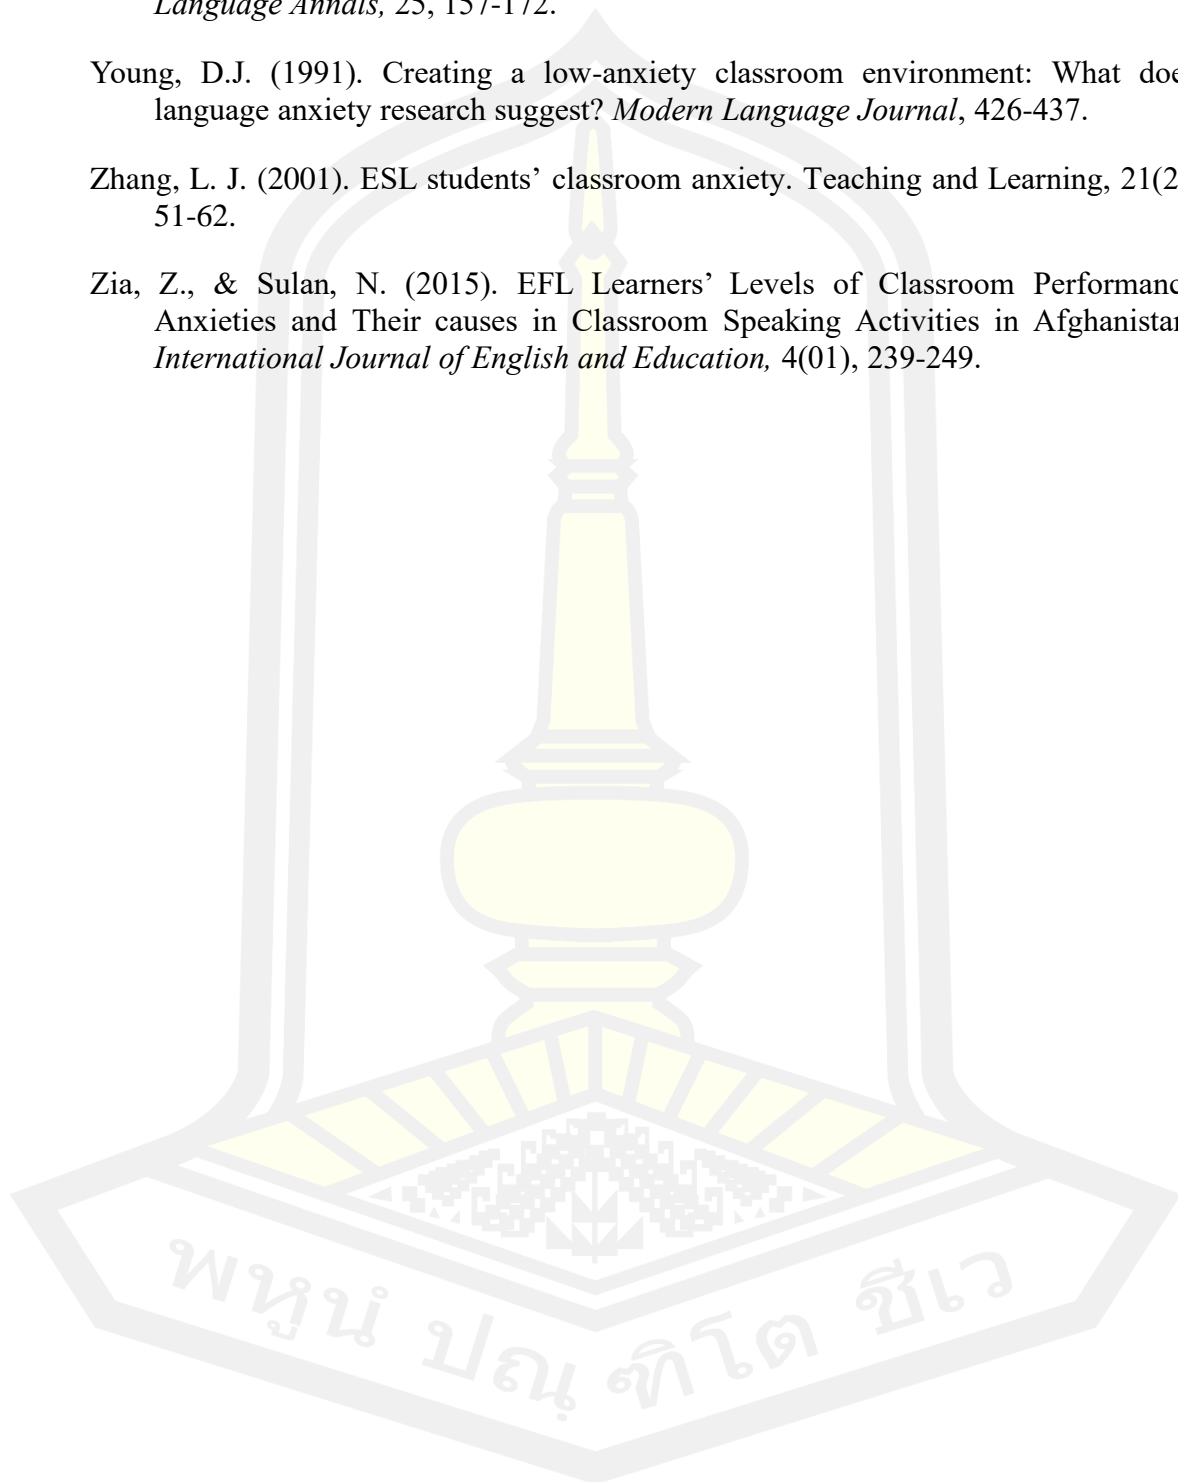 Language Annals, 25, 157-172.
Young, D.J. (1991). Creating a low-anxiety classroom environment: What doe
language anxiety research suggest? Modern Language Journal, 426-437.
Zhang, L. J. (2001). ESL students’ classroom anxiety. Teaching and Learning, 21(2
51-62.
Zia, Z., & Sulan, N. (2015). EFL Learners’ Levels of Classroom Performanc
Anxieties and Their causes in Classroom Speaking Activities in Afghanistan
International Journal of English and Education, 4(01), 239-249.
พหูนํ ปณฺฑิโต ชีเว